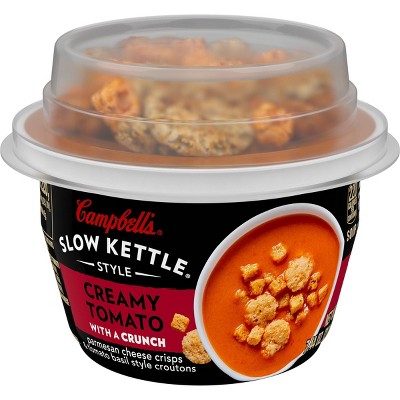 Campbell's
SLOW KETTLE®
STYLE
CREAMY
TOMATO
WITH A CRUNCH
parmesan cheese crisps
& tomato basil style croutons